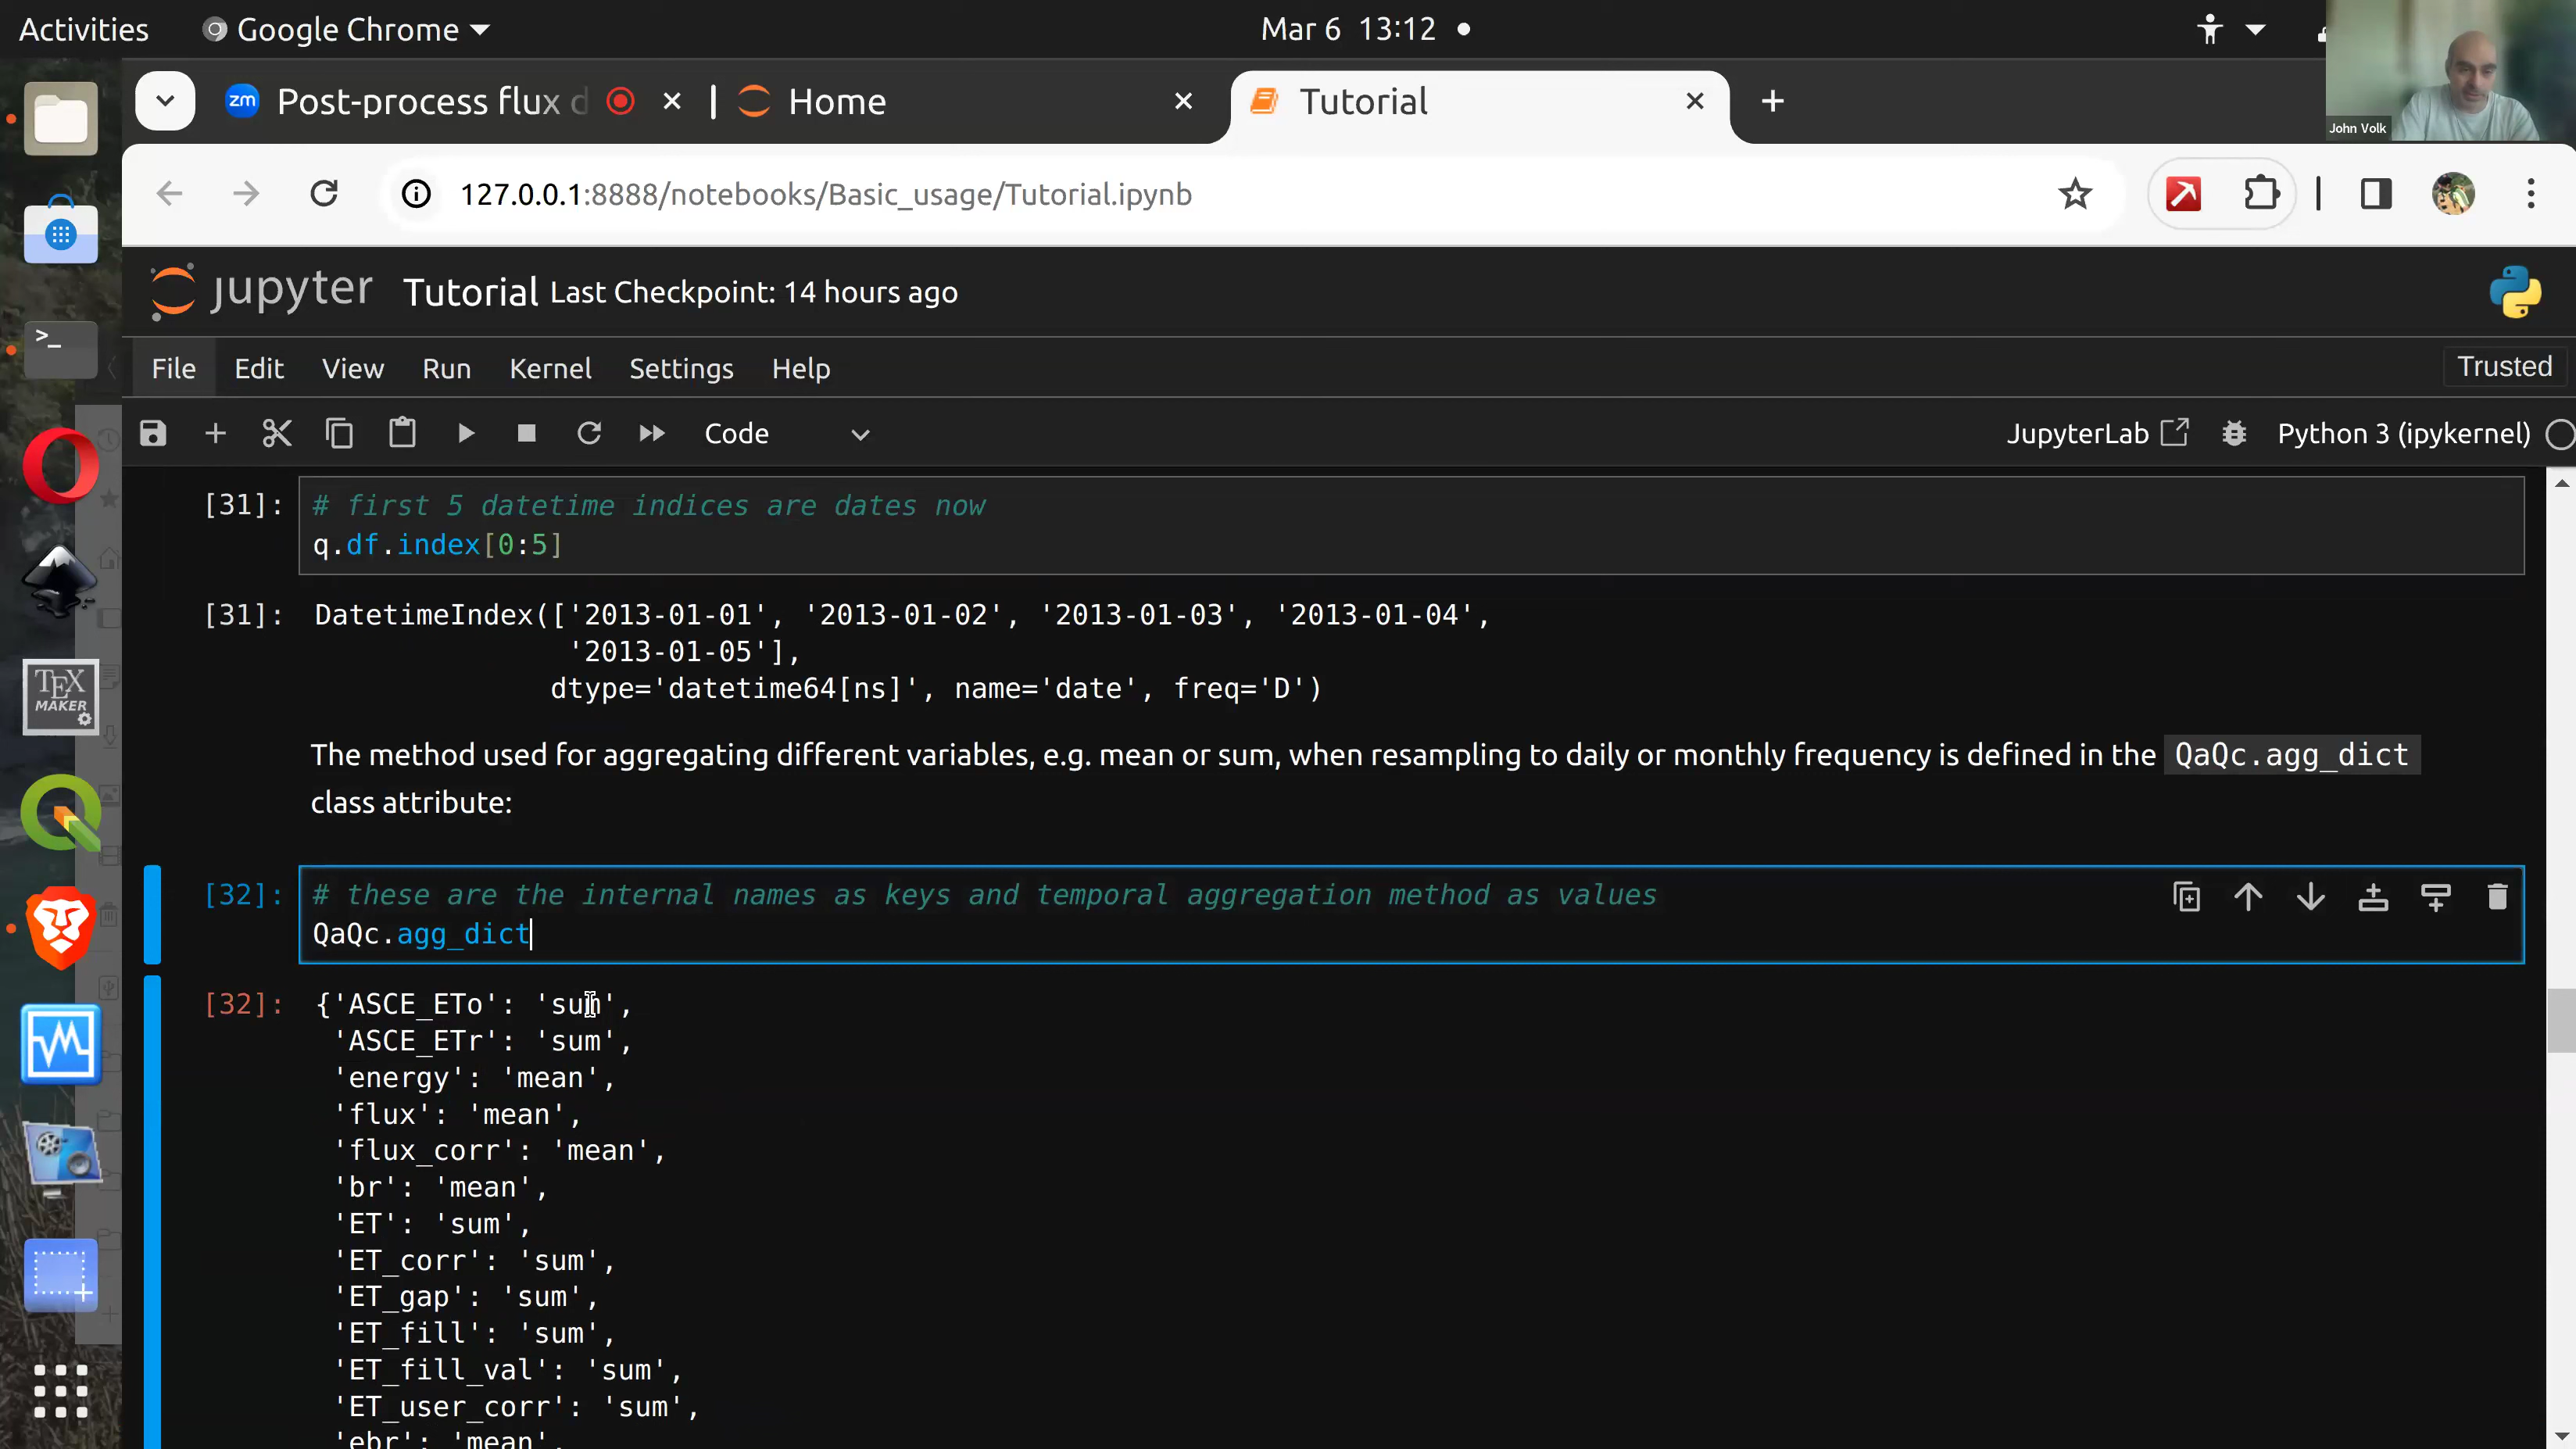 Activities
Google Chrome
Mar 6 13:12
John Volk
zm
Post-process flux d
Home
Tutorial
127.0.0.1:8888/notebooks/Basic_usage/Tutorial.ipynb
jupyter
Tutorial Last Checkpoint: 14 hours ago
File Edit View Run Kernel Settings Help
Trusted
Code
JupyterLab
Python 3 (ipykernel)
[31]: # first 5 datetime indices are dates now
q.df.index[0:5]
[31]: DatetimeIndex(['2013-01-01', '2013-01-02', '2013-01-03', '2013-01-04',
'2013-01-05'],
dtype='datetime64[ns]', name='date', freq='D')
The method used for aggregating different variables, e.g. mean or sum, when resampling to daily or monthly frequency is defined in the QaQc.agg_dict
class attribute:
[32]: # these are the internal names as keys and temporal aggregation method as values
QaQc.agg_dict
[32]: {'ASCE_ETo': 'sum',
'ASCE_ETr': 'sum',
'energy': 'mean',
'flux': 'mean',
'flux_corr': 'mean',
'br': 'mean',
'ET': 'sum',
'ET_corr': 'sum',
'ET_gap': 'sum',
'ET_fill': 'sum',
'ET_fill_val': 'sum',
'ET_user_corr': 'sum',
'ebr': 'mean',
>_
TEX
MAKER